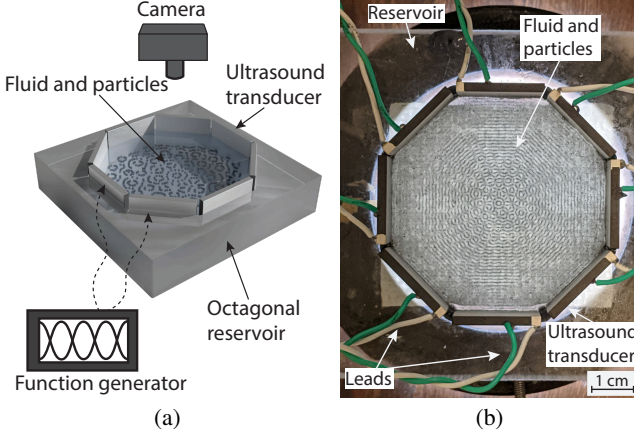 Camera
Fluid and particles
Ultrasound
transducer
Octagonal
reservoir
Function generator
(a)
Reservoir
Fluid and
particles
Leads
Ultrasound
transducer
1 cm
(b)